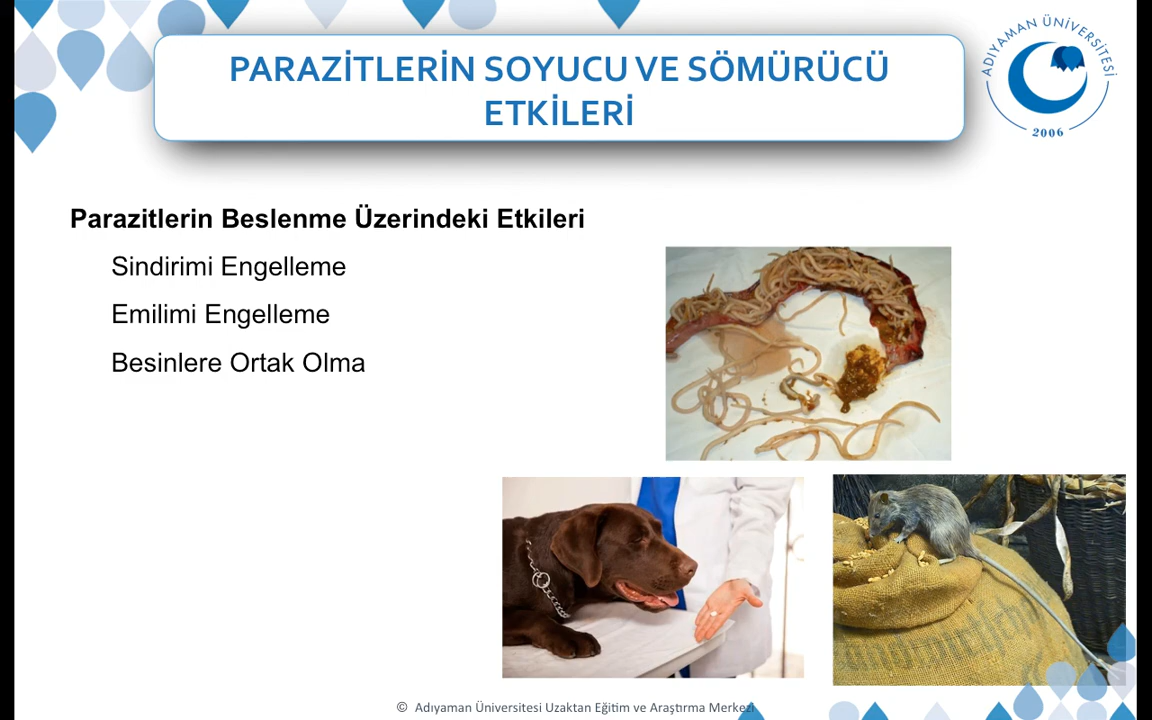 PARAZİTLERİN SOYUCU VE SÖMÜRÜCÜ
ETKİLERİ
ADIYAMAN ÜNİVERSİTESİ
2006
Parazitlerin Beslenme Üzerindeki Etkileri
Sindirimi Engelleme
Emilimi Engelleme
Besinlere Ortak Olma
© Adıyaman Üniversitesi Uzaktan Eğitim ve Araştırma Merkezi